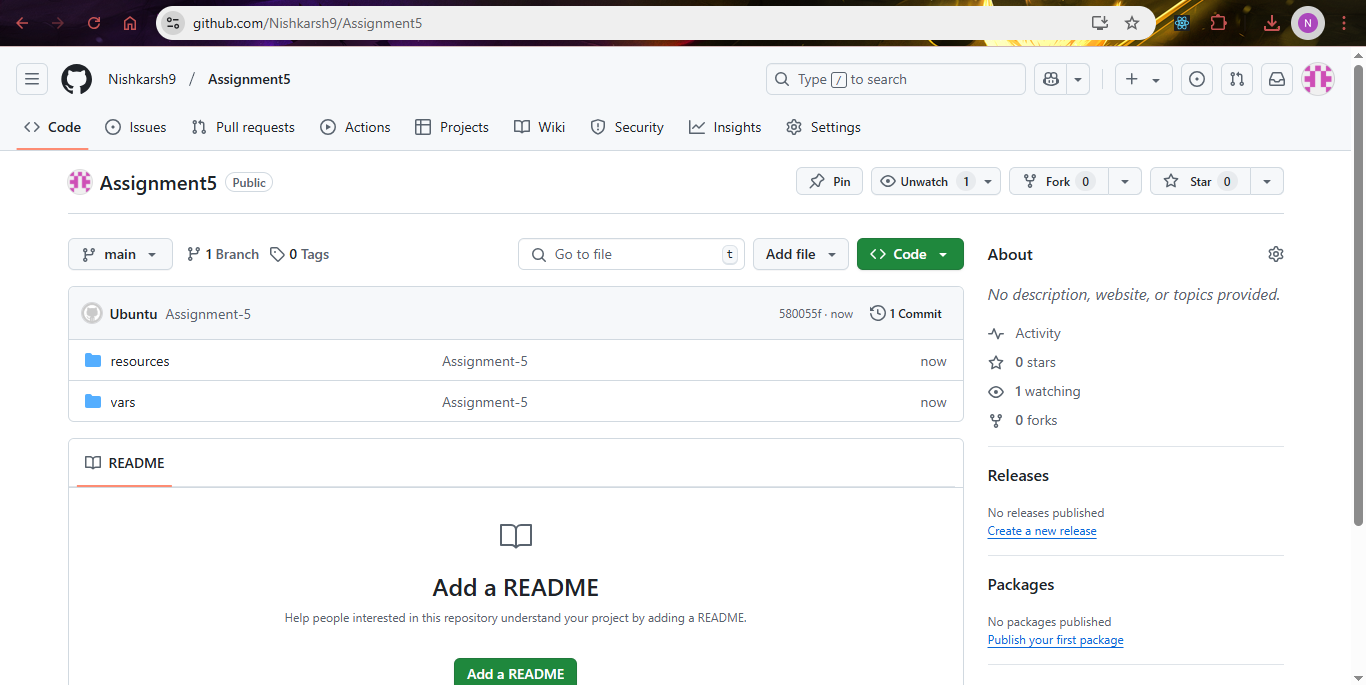 github.com/Nishkarsh9/Assignment5
N
Nishkarsh9 / Assignment5
Type / to search
Code Issues Pull requests Actions Projects Wiki Security Insights Settings
Assignment5 Public
Pin Unwatch 1 Fork 0 Star 0
main 1 Branch 0 Tags Go to file t Add file Code
Ubuntu Assignment-5 580055f · now 1 Commit
resources Assignment-5 now
vars Assignment-5 now
README
Add a README
Help people interested in this repository understand your project by adding a README.
Add a README
About
No description, website, or topics provided.
Activity
0 stars
1 watching
0 forks
Releases
No releases published
Create a new release
Packages
No packages published
Publish your first package